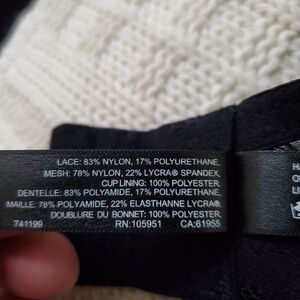 LACE: 83% NYLON, 17% POLYURETHANE,
MESH: 78% NYLON, 22% LYCRA® SPANDEX,
CUP LINING: 100% POLYESTER.
DENTELLE: 83% POLYAMIDE, 17% POLYURETHANE,
MAILLE: 78% POLYAMIDE, 22% ELASTHANNE LYCRA®,
DOUBLURE DU BONNET: 100% POLYESTER.
741199 RN: 105951 CA:61955